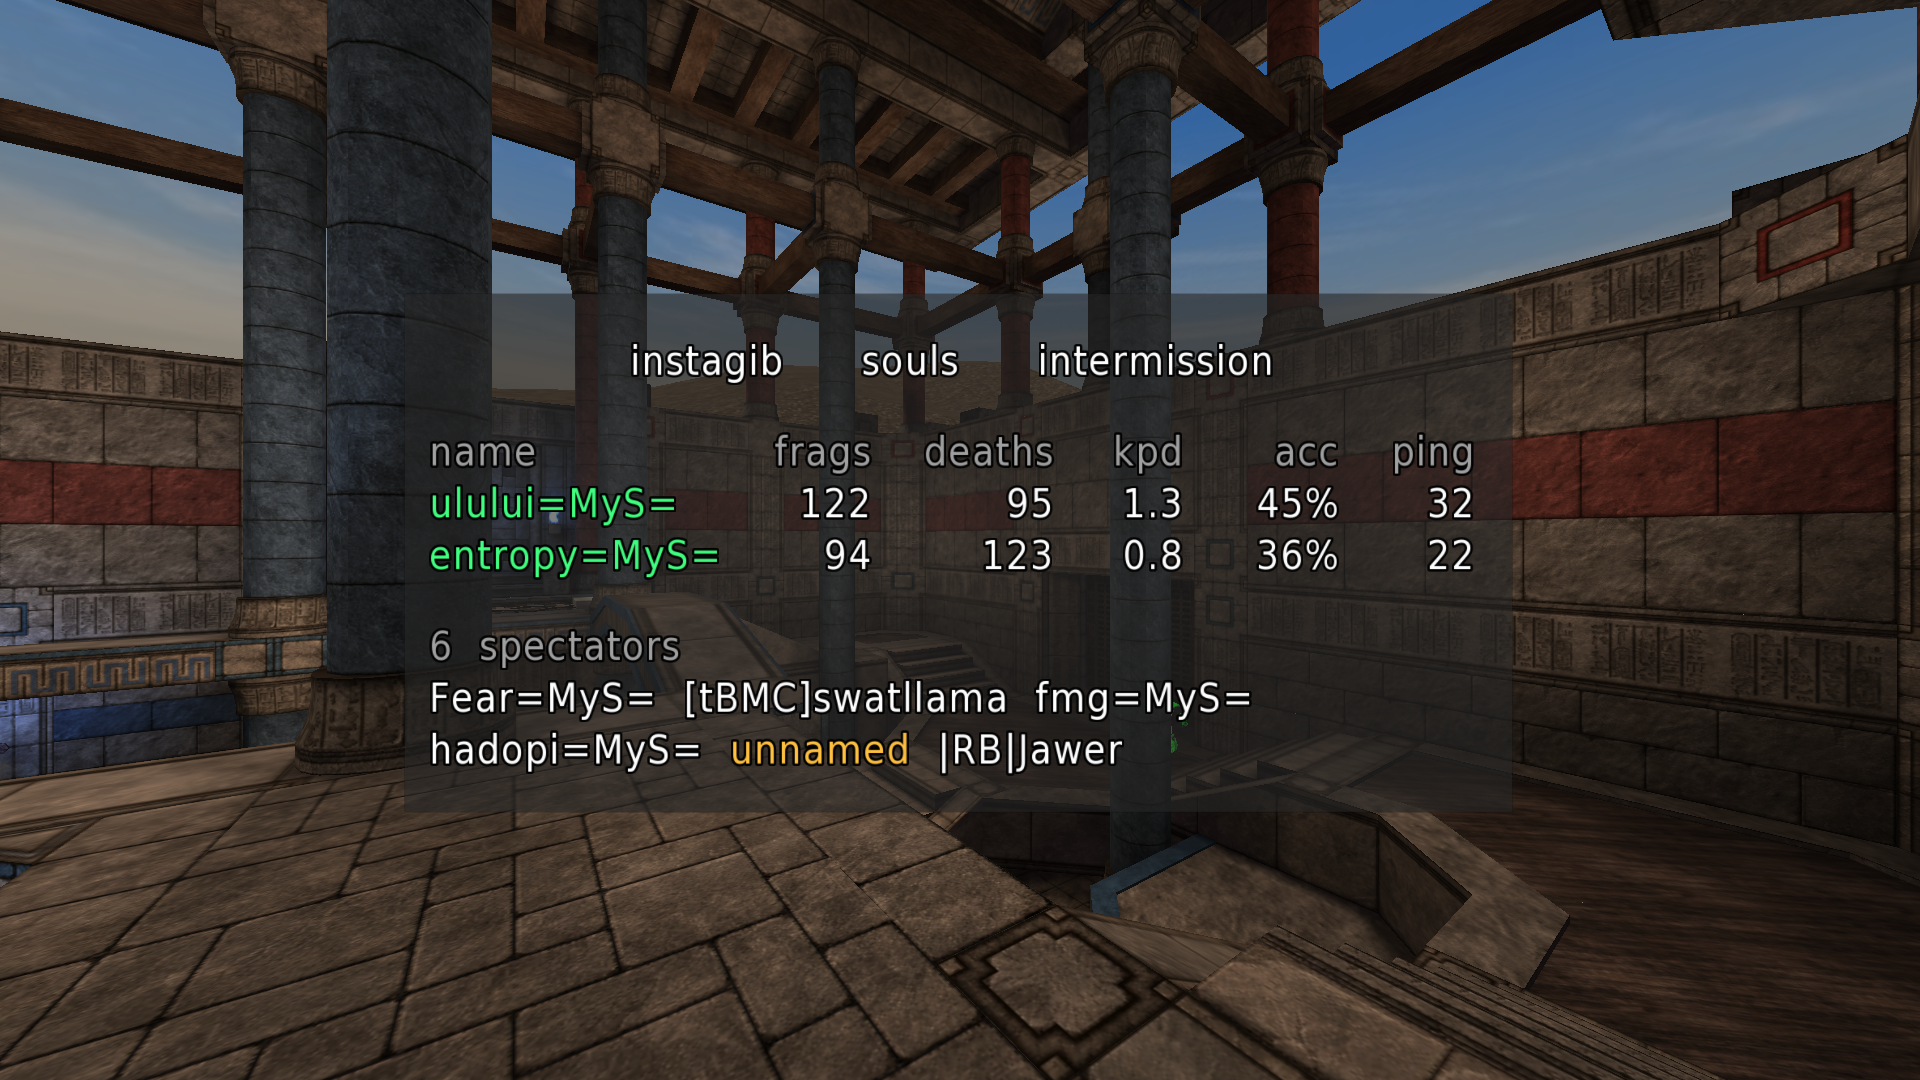 instagib souls intermission
name frags deaths kpd acc ping
ulului=MyS= 122 95 1.3 45% 32
entropy=MyS= 94 123 0.8 36% 22
6 spectators
Fear=MyS= [tBMC]swatllama fmg=MyS=
hadopi=MyS= unnamed |RB|Jawer